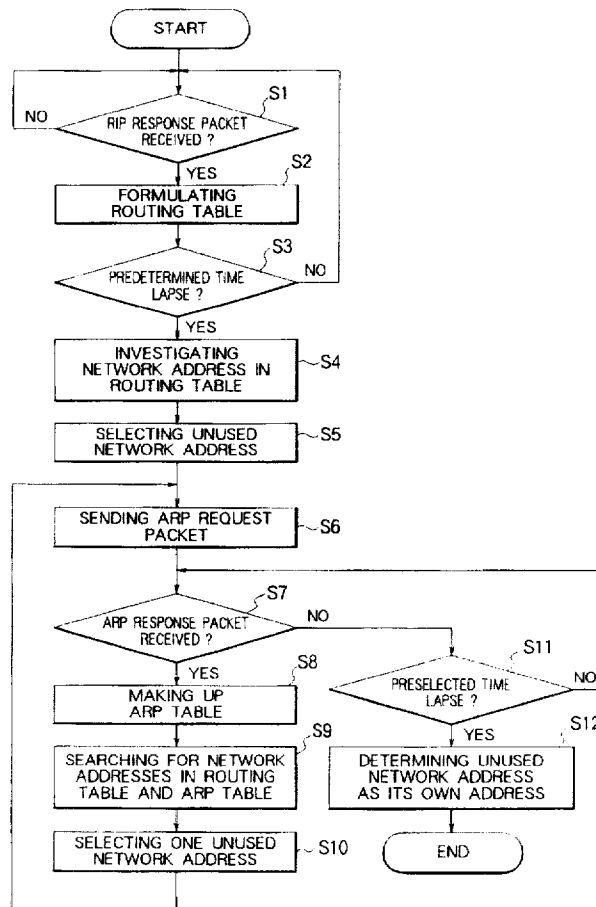 START
S1
NO
RIP RESPONSE PACKET
RECEIVED ?
YES
S2
FORMULATING
ROUTING TABLE
S3
PREDETERMINED TIME
LAPSE ?
NO
YES
INVESTIGATING
NETWORK ADDRESS IN
ROUTING TABLE
S4
SELECTING UNUSED
NETWORK ADDRESS
S5
SENDING ARP REQUEST
PACKET
S6
S7
ARP RESPONSE PACKET
RECEIVED ?
NO
YES
S8
MAKING UP
ARP TABLE
S9
SEARCHING FOR NETWORK
ADDRESSES IN ROUTING
TABLE AND ARP TABLE
SELECTING ONE UNUSED
NETWORK ADDRESS
S10
S11
PRESELECTED TIME
LAPSE ?
NO
YES
S12
DETERMINING UNUSED
NETWORK ADDRESS
AS ITS OWN ADDRESS
END